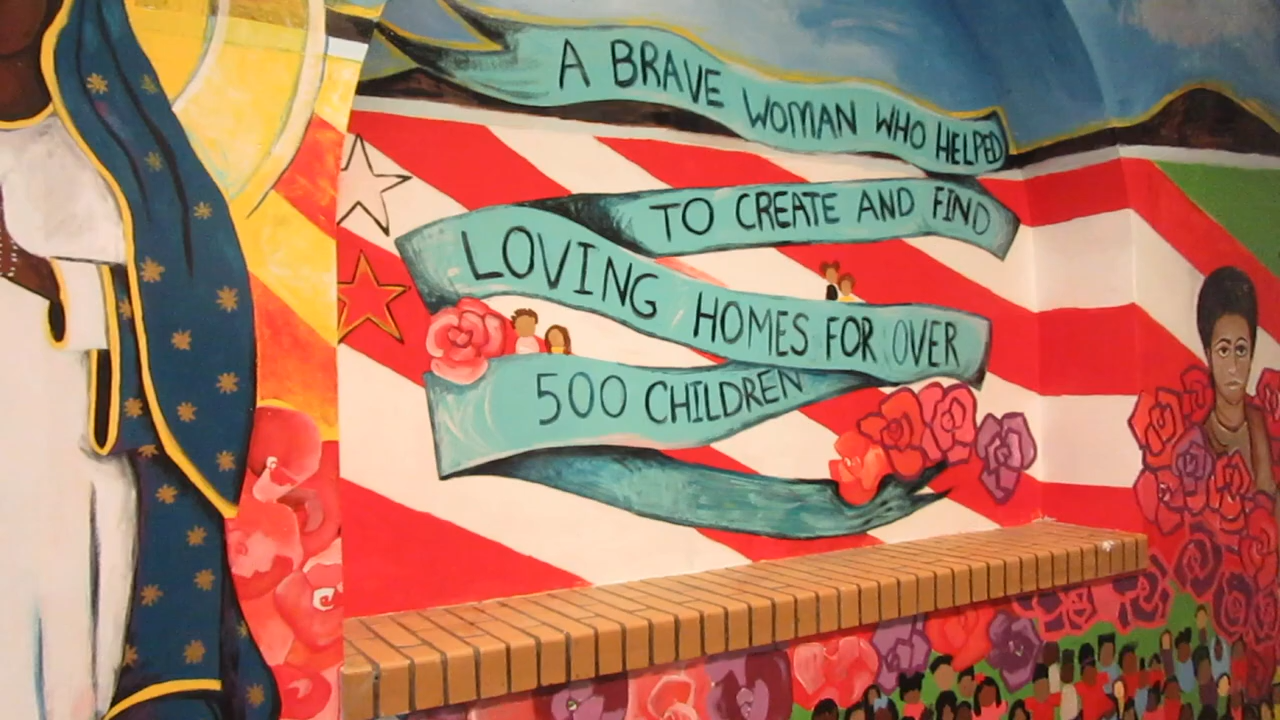 A BRAVE WOMAN WHO HELPED
TO CREATE AND FIND
LOVING HOMES FOR OVER
500 CHILDREN